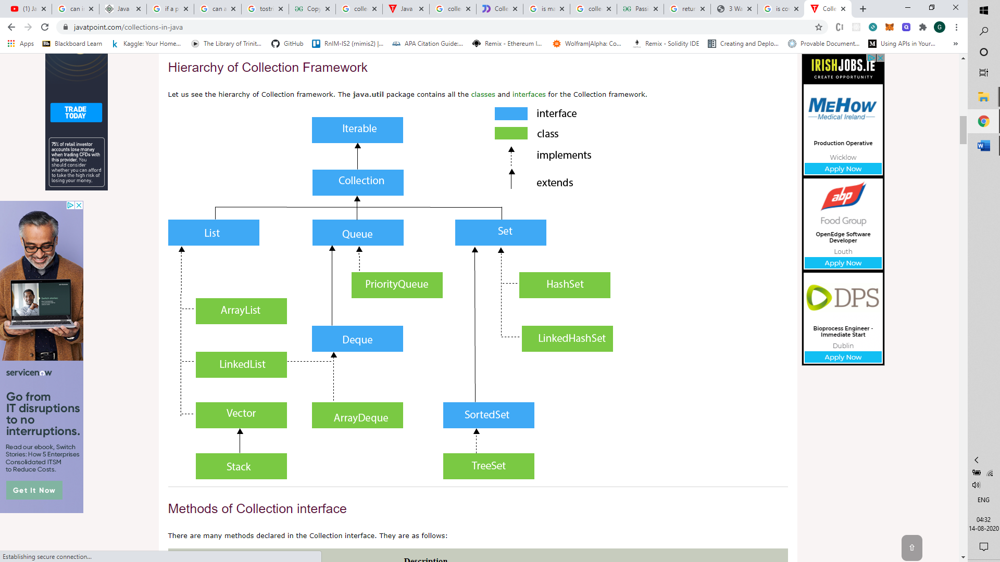 (1) Ja
can i
Java
if a p
can a
tostri
Copy
colle
Java
colle
Colle
is ma
colle
Passi
retur
3 Wa
is co
Colle
javatpoint.com/collections-in-java
G
Apps
Blackboard Learn
Kaggle: Your Home...
The Library of Trinit...
GitHub
RnIM-IS2 (rnimis2) |...
APA Citation Guide:...
Remix - Ethereum I...
Wolfram|Alpha: Co...
Remix - Solidity IDE
Creating and Deplo...
Provable Document...
Using APIs in Your...
»
TRADE
TODAY
75% of retail investor
accounts lose money
when trading CFDs with
this provider. You
should consider
whether you can afford
to take the high risk of
losing your money.
servicenow
Go from
IT disruptions
to no
interruptions.
Read our ebook, Switch
Stories: How 5 Enterprises
Consolidated ITSM
to Reduce Costs.
Get It Now
Hierarchy of Collection Framework
Let us see the hierarchy of Collection framework. The java.util package contains all the classes and interfaces for the Collection framework.
interface
class
implements
extends
Iterable
Collection
List
Queue
Set
PriorityQueue
HashSet
ArrayList
Deque
LinkedHashSet
LinkedList
Vector
ArrayDeque
SortedSet
Stack
TreeSet
Methods of Collection interface
There are many methods declared in the Collection interface. They are as follows:
Description
IRISHJOBS.IE
CREATE OPPORTUNITY
MEHOW
Medical Ireland
Production Operative
Wicklow
Apply Now
abp
Food Group
OpenEdge Software
Developer
Louth
Apply Now
DPS
Bioprocess Engineer -
Immediate Start
Dublin
Apply Now
ENG
04:32
14-08-2020
Establishing secure connection...